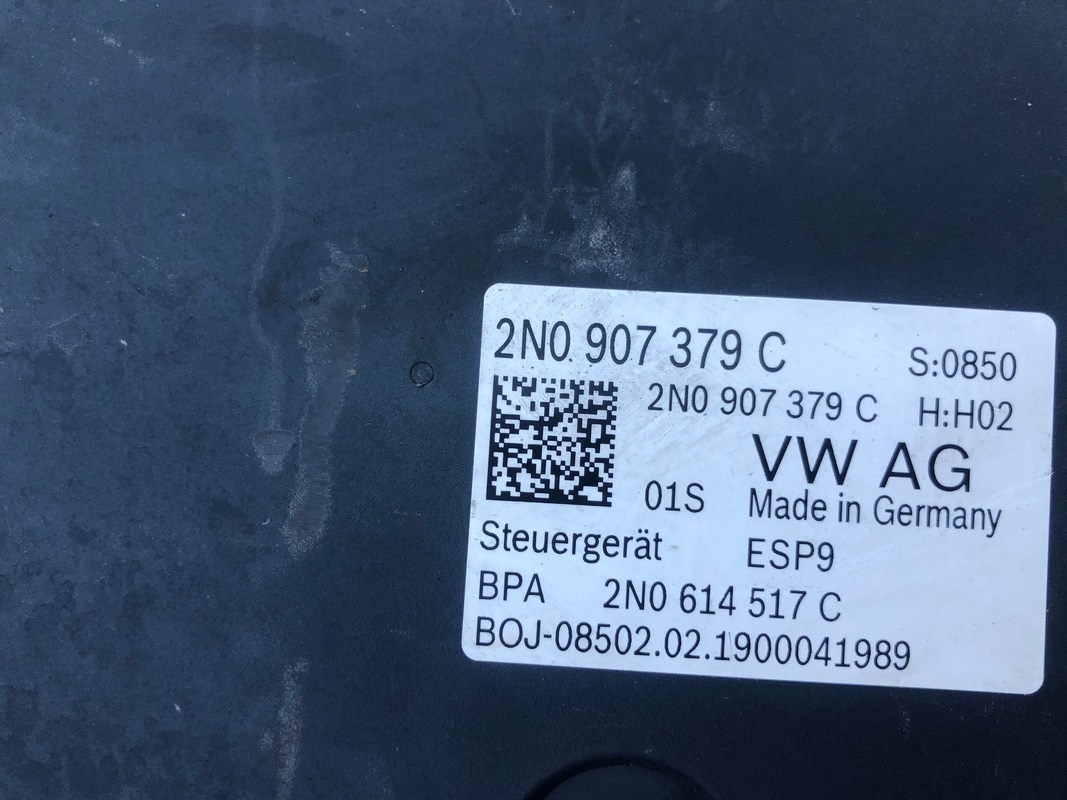 2N0 907 379 C S:0850
2N0 907 379 C H:H02
VW AG
01S Made in Germany
Steuergerät ESP9
BPA 2N0 614 517 C
BOJ-08502.02.1900041989